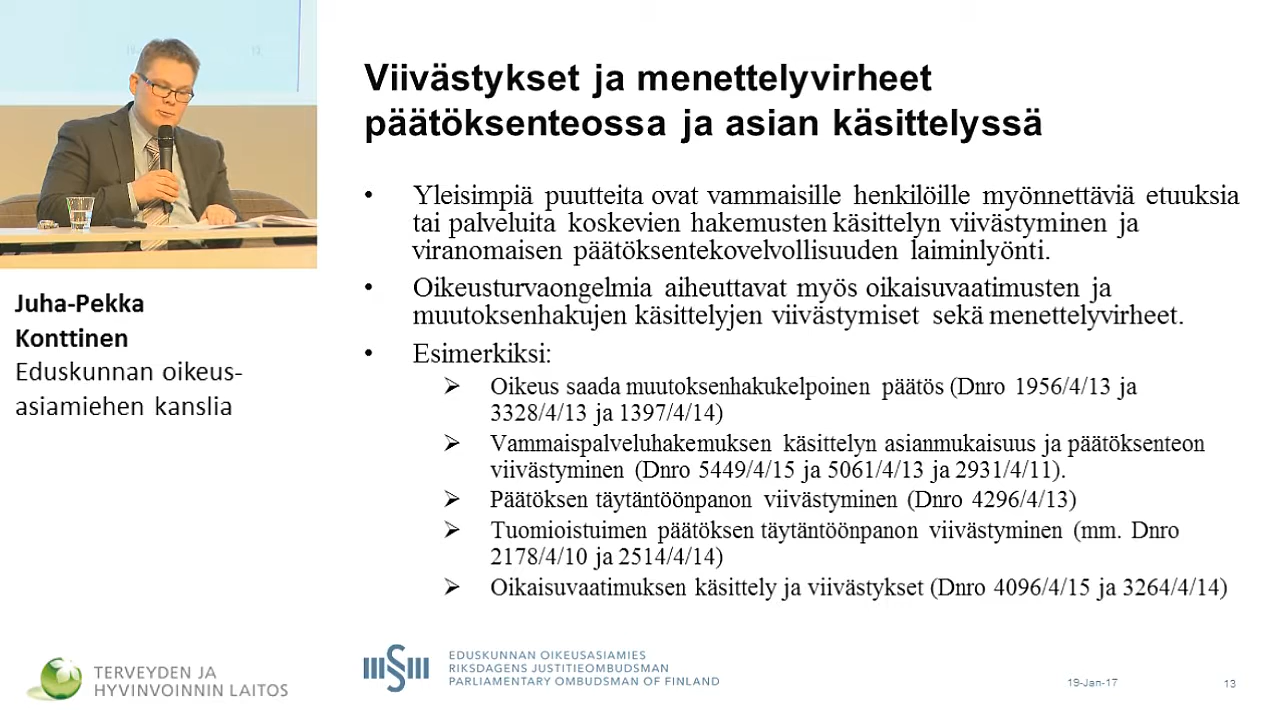 Viivästykset ja menettelyvirheet
päätöksenteossa ja asian käsittelyssä
• Yleisimpiä puutteita ovat vammaisille henkilöille myönnettäviä etuuksia
tai palveluita koskevien hakemusten käsittelyn viivästyminen ja
viranomaisen päätöksentekovelvollisuuden laiminlyönti.
• Oikeusturvaongelmia aiheuttavat myös oikaisuvaatimusten ja
muutoksenhakujen käsittelyjen viivästymiset sekä menettelyvirheet.
• Esimerkiksi:
➢ Oikeus saada muutoksenhakukelpoinen päätös (Dnro 1956/4/13 ja
3328/4/13 ja 1397/4/14)
➢ Vammaispalveluhakemuksen käsittelyn asianmukaisuus ja päätöksenteon
viivästyminen (Dnro 5449/4/15 ja 5061/4/13 ja 2931/4/11).
➢ Päätöksen täytäntöönpanon viivästyminen (Dnro 4296/4/13)
➢ Tuomioistuimen päätöksen täytäntöönpanon viivästyminen (mm. Dnro
2178/4/10 ja 2514/4/14)
➢ Oikaisuvaatimuksen käsittely ja viivästykset (Dnro 4096/4/15 ja 3264/4/14)
Juha-Pekka
Konttinen
Eduskunnan oikeus-
asiamiehen kanslia
TERVEYDEN JA
HYVINVOINNIN LAITOS
EDUSKUNNAN OIKEUSASIAMIES
RIKSDAGENS JUSTITIEOMBUDSMAN
PARLIAMENTARY OMBUDSMAN OF FINLAND
19-Jan-17
13